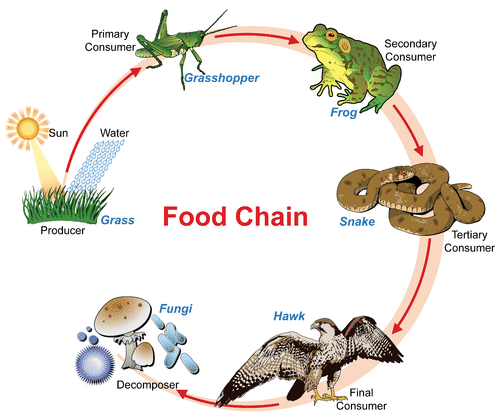 Primary
Consumer
Grasshopper
Secondary
Consumer
Frog
Sun
Water
Producer
Grass
Food Chain
Snake
Tertiary
Consumer
Fungi
Hawk
Decomposer
Final
Consumer